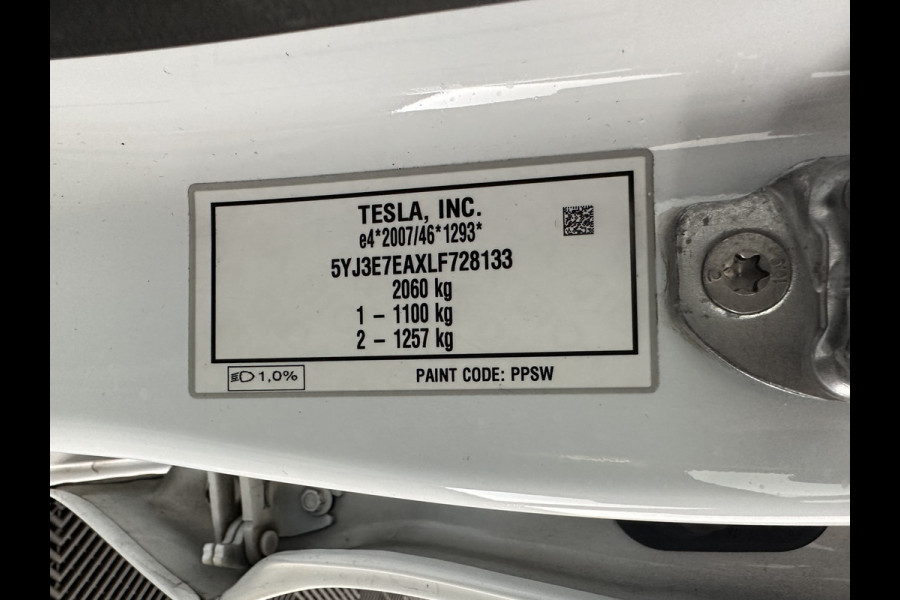 TESLA, INC.
e4*2007/46*1293*
5YJ3E7EAXLF728133
2060 kg
1 – 1100 kg
2 – 1257 kg
1,0%
PAINT CODE: PPSW